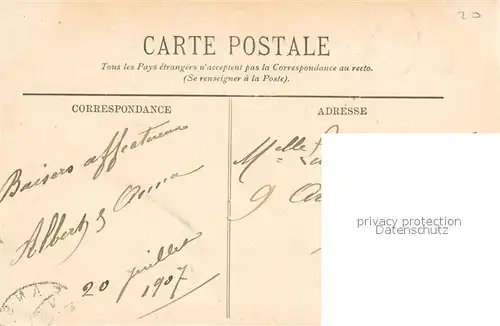 20
CARTE POSTALE
Tous les Pays étrangers n'acceptent pas la Correspondance au recto.
(Se renseigner à la Poste).
CORRESPONDANCE
Baisers affectueux
Albert & Anna
20 juillet
1907
ADRESSE
Melle
9
privacy protection
Datenschutz